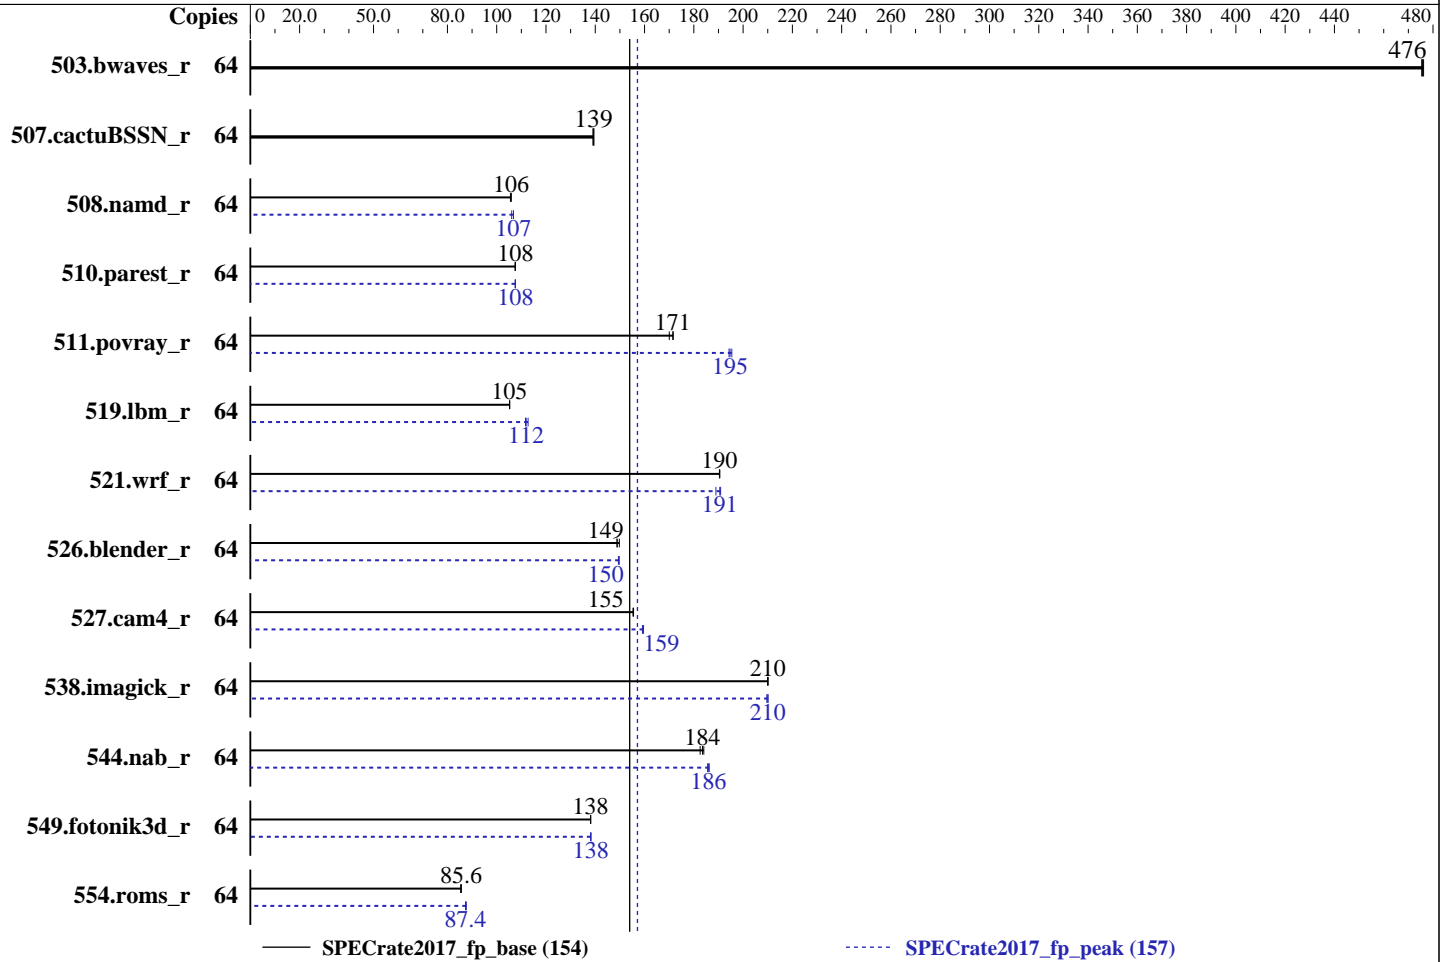 Copies 0 20.0 50.0 80.0 100 120 140 160 180 200 220 240 260 280 300 320 340 360 380 400 420 440 480
503.bwaves_r 64 476
507.cactuBSSN_r 64 139
508.namd_r 64 106
107
510.parest_r 64 108
108
511.povray_r 64 171
195
519.lbm_r 64 105
112
521.wrf_r 64 190
191
526.blender_r 64 149
150
527.cam4_r 64 155
159
538.imagick_r 64 210
210
544.nab_r 64 184
186
549.fotonik3d_r 64 138
138
554.roms_r 64 85.6
87.4
SPECrate2017_fp_base (154) SPECrate2017_fp_peak (157)